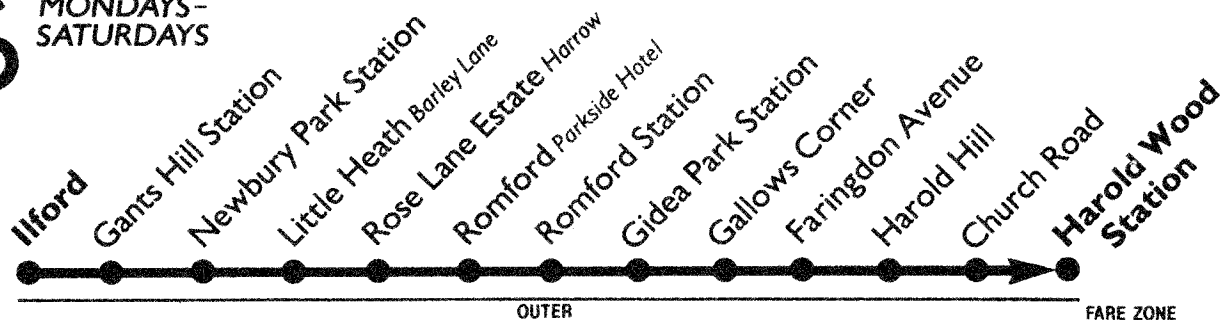 MONDAYS–
SATURDAYS
Ilford
Gants Hill Station
Newbury Park Station
Little Heath Barley Lane
Rose Lane Estate Harrow
Romford Parkside Hotel
Romford Station
Gidea Park Station
Gallows Corner
Faringdon Avenue
Harold Hill
Church Road
Harold Wood
Station
OUTER
FARE ZONE